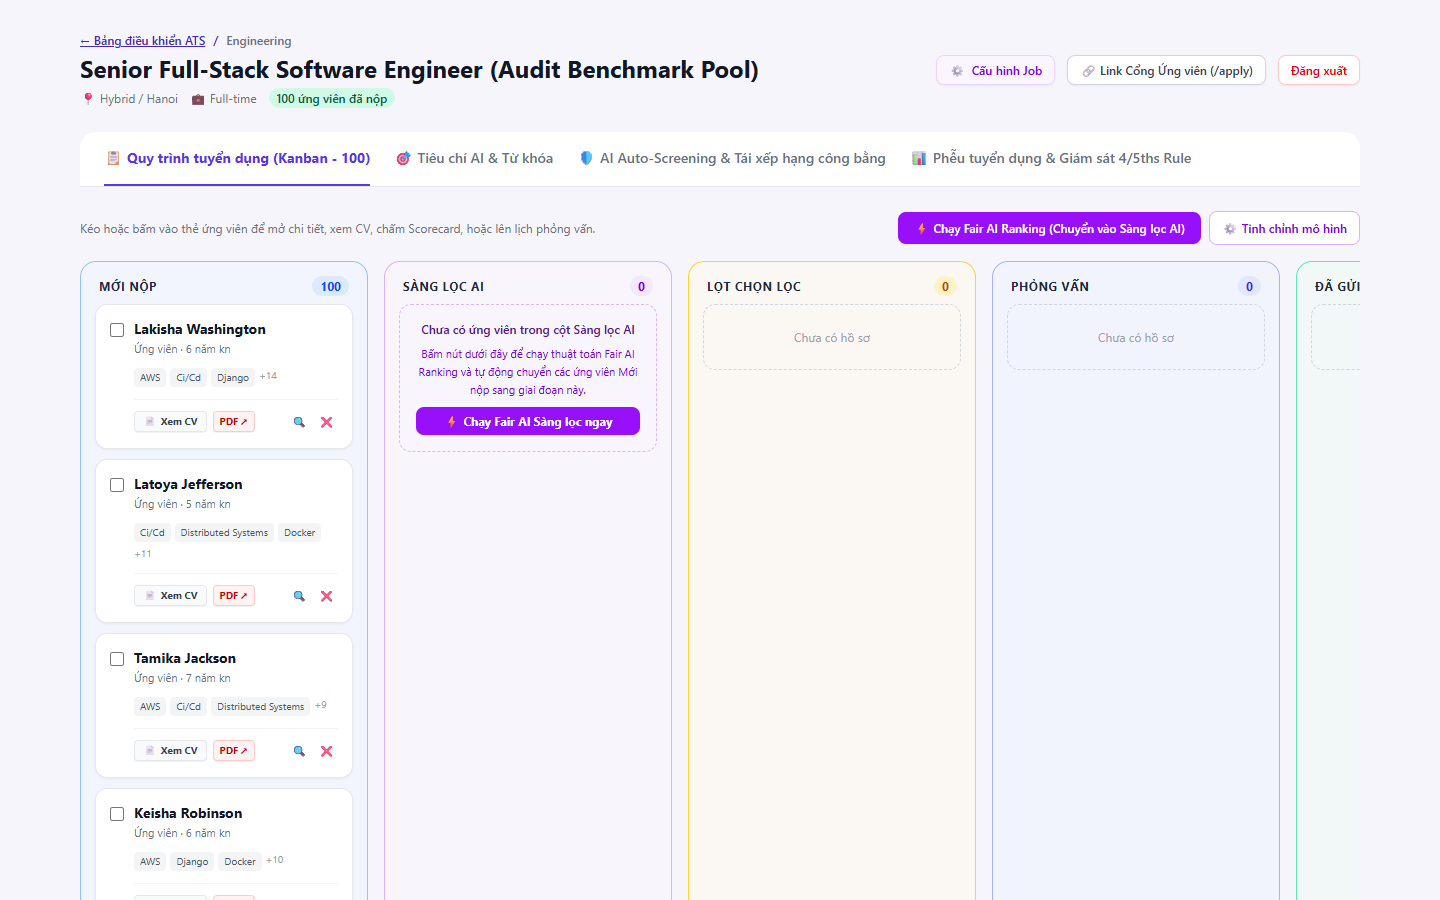 ← Bảng điều khiển ATS / Engineering
Senior Full-Stack Software Engineer (Audit Benchmark Pool)
Hybrid / Hanoi Full-time 100 ứng viên đã nộp
Cấu hình Job
Link Cổng Ứng viên (/apply)
Đăng xuất
Quy trình tuyển dụng (Kanban - 100)
Tiêu chí AI & Từ khóa
AI Auto-Screening & Tái xếp hạng công bằng
Phễu tuyển dụng & Giám sát 4/5ths Rule
Kéo hoặc bấm vào thẻ ứng viên để mở chi tiết, xem CV, chấm Scorecard, hoặc lên lịch phỏng vấn.
Chạy Fair AI Ranking (Chuyển vào Sàng lọc AI)
Tinh chỉnh mô hình
MỚI NỘP 100
Lakisha Washington
Ứng viên · 6 năm kn
AWS Ci/Cd Django +14
Xem CV PDF ↗
Latoya Jefferson
Ứng viên · 5 năm kn
Ci/Cd Distributed Systems Docker
+11
Xem CV PDF ↗
Tamika Jackson
Ứng viên · 7 năm kn
AWS Ci/Cd Distributed Systems +9
Xem CV PDF ↗
Keisha Robinson
Ứng viên · 6 năm kn
AWS Django Docker +10
SÀNG LỌC AI 0
Chưa có ứng viên trong cột Sàng lọc AI
Bấm nút dưới đây để chạy thuật toán Fair AI
Ranking và tự động chuyển các ứng viên Mới
nộp sang giai đoạn này.
Chạy Fair AI Sàng lọc ngay
LỌT CHỌN LỌC 0
Chưa có hồ sơ
PHỎNG VẤN 0
Chưa có hồ sơ
ĐÃ GỬI